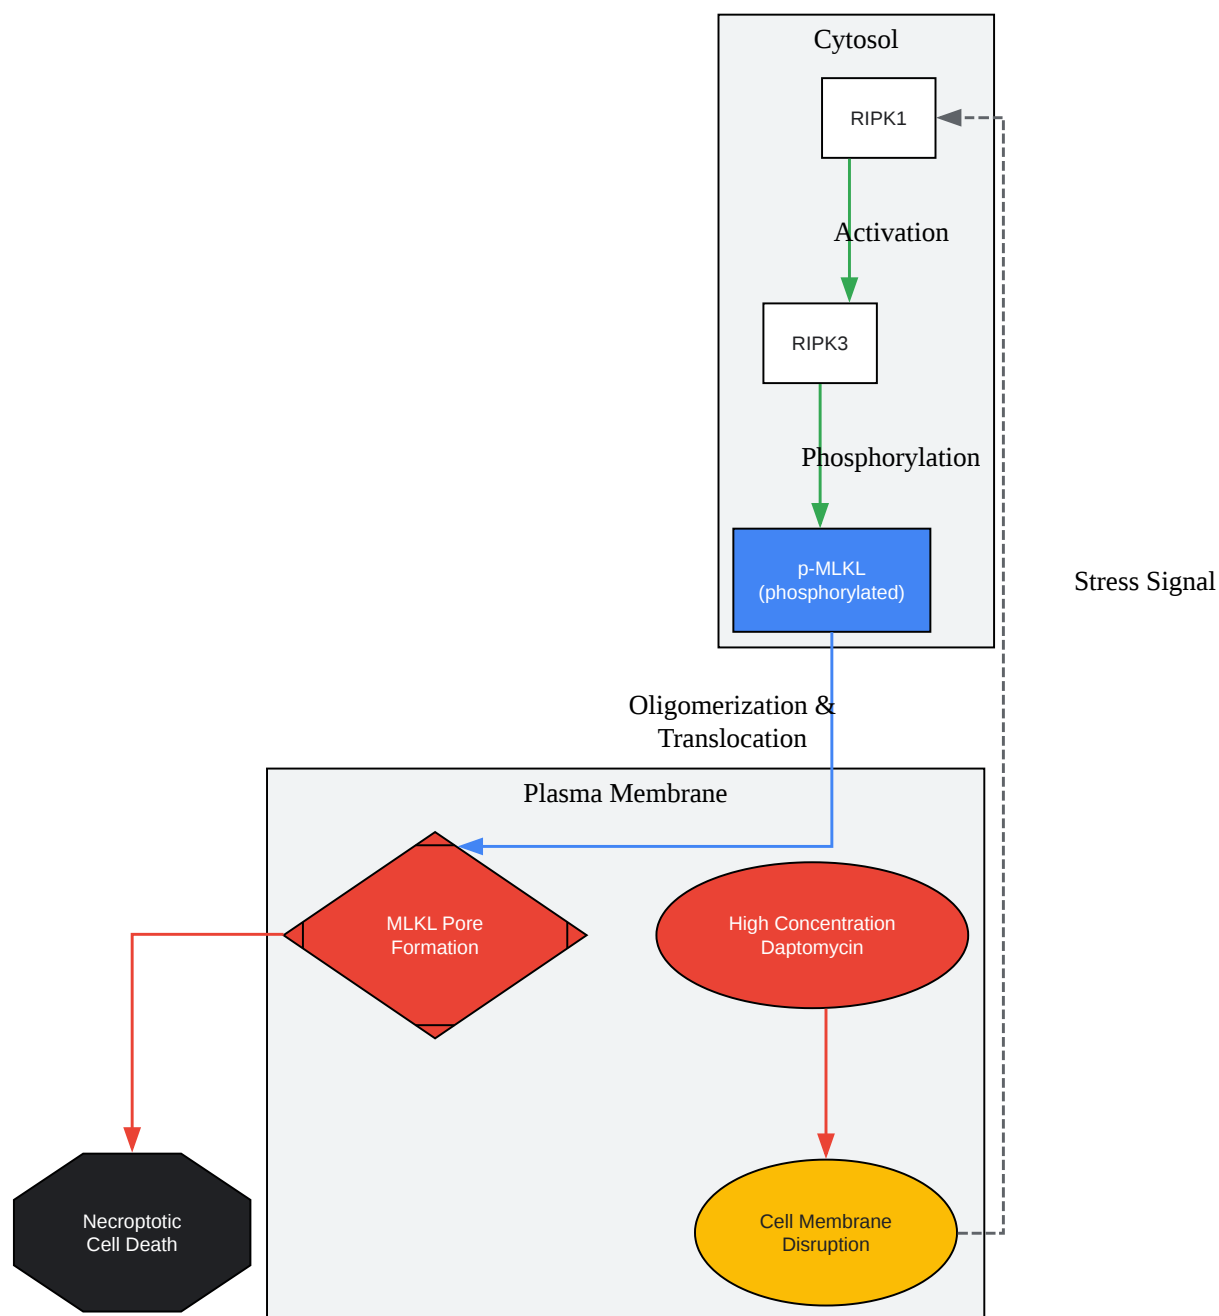 Cytosol
RIPK1
Activation
RIPK3
Phosphorylation
p-MLKL
(phosphorylated)
Stress Signal
Oligomerization &
Translocation
Plasma Membrane
MLKL Pore
Formation
High Concentration
Daptomycin
Necroptotic
Cell Death
Cell Membrane
Disruption